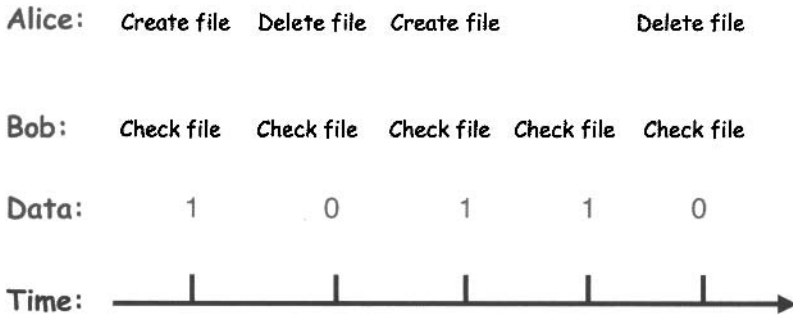 Alice: Create file Delete file Create file Delete file
Bob: Check file Check file Check file Check file Check file
Data: 1 0 1 1 0
Time: